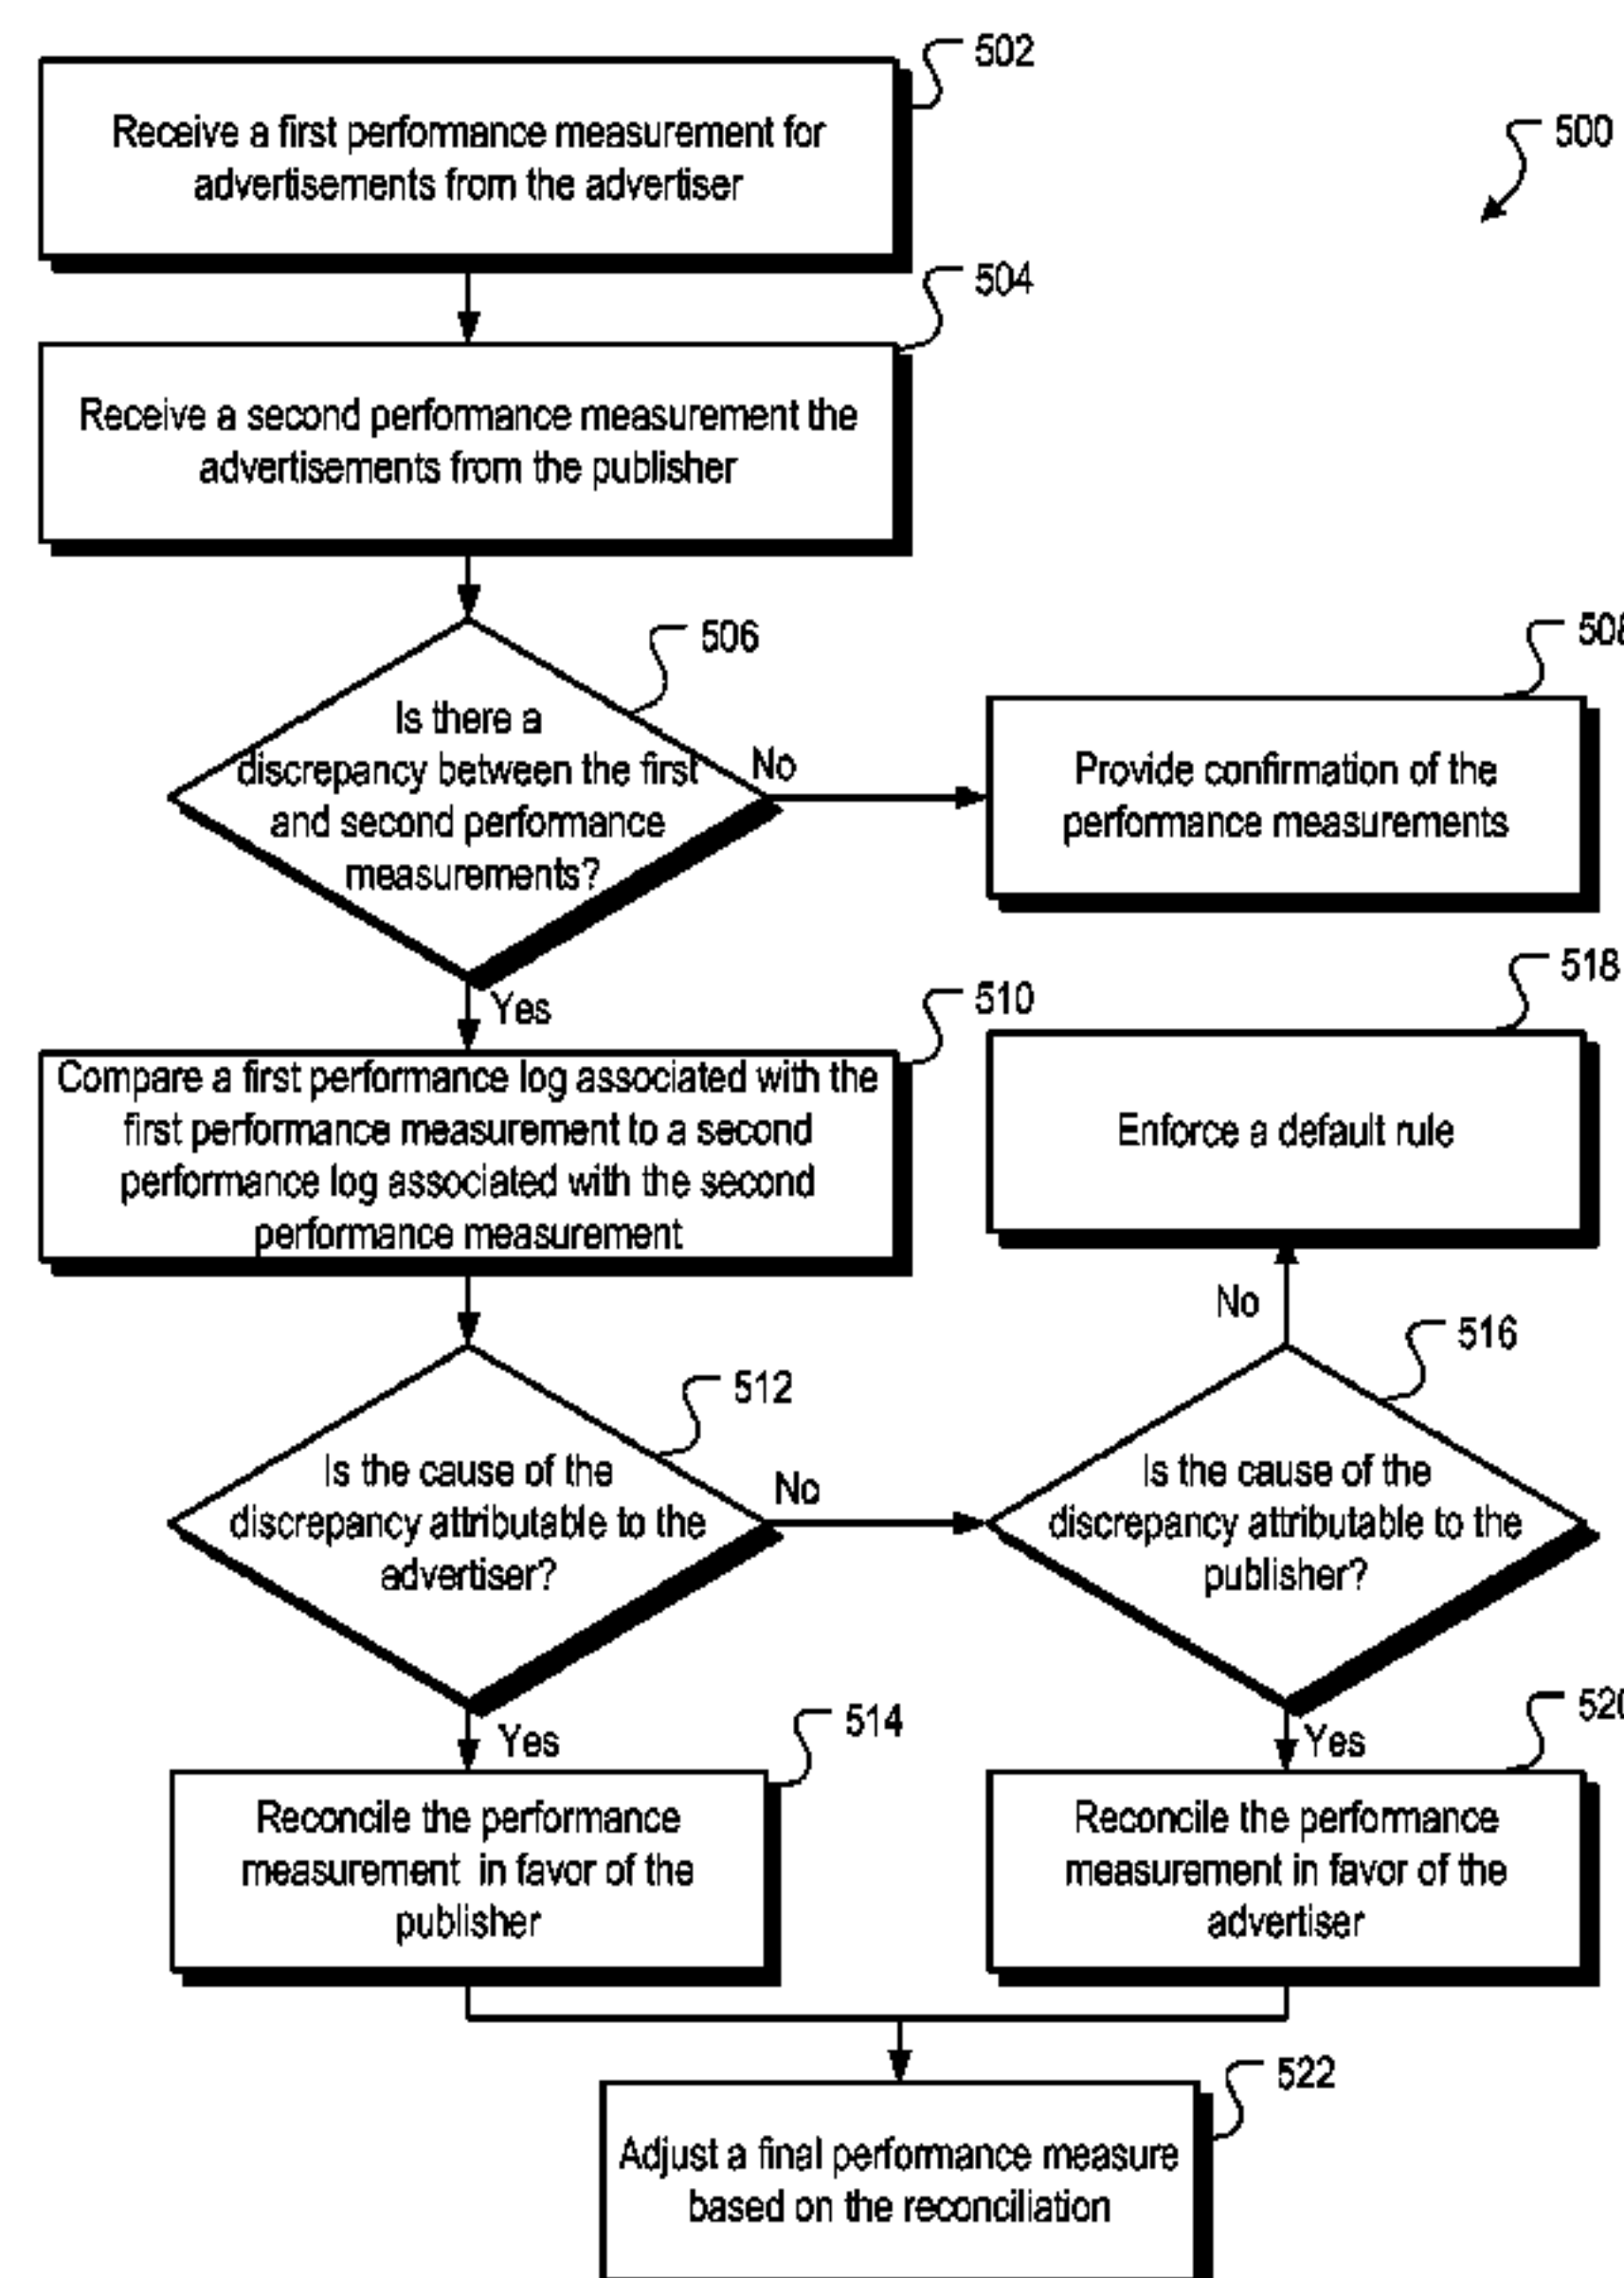 502
Receive a first performance measurement for
advertisements from the advertiser
500
504
Receive a second performance measurement the
advertisements from the publisher
506
Is there a
discrepancy between the first
and second performance
measurements?
No
508
Provide confirmation of the
performance measurements
Yes
510
Compare a first performance log associated with the
first performance measurement to a second
performance log associated with the second
performance measurement
518
Enforce a default rule
No
512
Is the cause of the
discrepancy attributable to the
advertiser?
No
516
Is the cause of the
discrepancy attributable to the
publisher?
Yes
514
Reconcile the performance
measurement in favor of the
publisher
Yes
520
Reconcile the performance
measurement in favor of the
advertiser
522
Adjust a final performance measure
based on the reconciliation